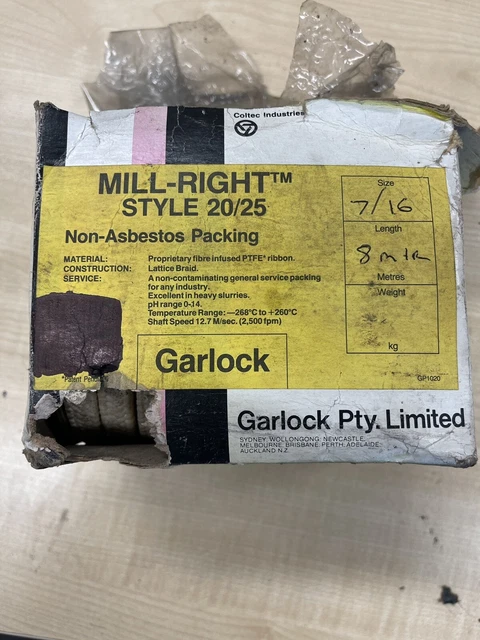 Coltec Industries
MILL-RIGHT™
STYLE 20/25
Non-Asbestos Packing
MATERIAL: Proprietary fibre infused PTFE* ribbon.
CONSTRUCTION: Lattice Braid.
SERVICE: A non-contaminating general service packing
for any industry.
Excellent in heavy slurries.
pH range 0-14.
Temperature Range: —268°C to +260°C
Shaft Speed 12.7 M/sec. (2,500 fpm)
Size
7/16
Length
8 mtr
Metres
Weight
kg
Garlock
*Patent Pending
GP1020
Garlock Pty. Limited
SYDNEY, WOLLONGONG, NEWCASTLE,
MELBOURNE, BRISBANE, PERTH, ADELAIDE,
AUCKLAND N.Z.